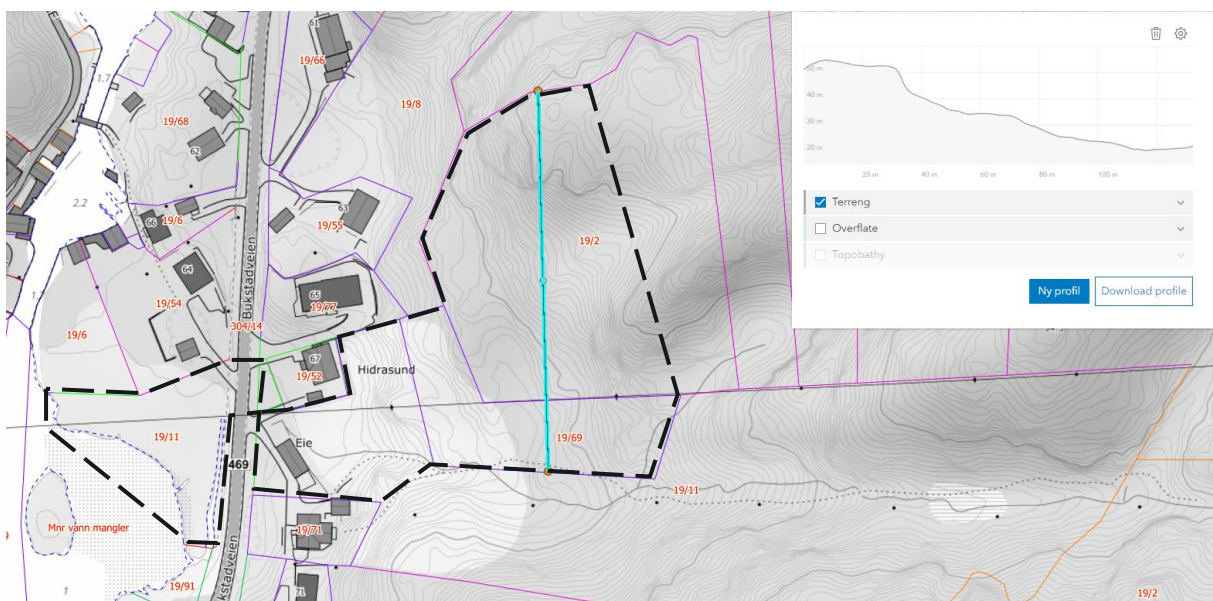 61
19/66
1.7
19/8
19/68
62
2.2
66
19/6
63
19/55
Bukstadveien
19/2
64
65
19/77
19/54
304/14
19/6
67
19/52
Hidrasund
19/11
Eie
19/69
469
19/11
Mnr vann mangler
19/71
1
19/91
71
19/2
50 m
40 m
30 m
20 m
20 m
40 m
60 m
80 m
100 m
Terreng
Overflate
Topobathy
Ny profil
Download profile